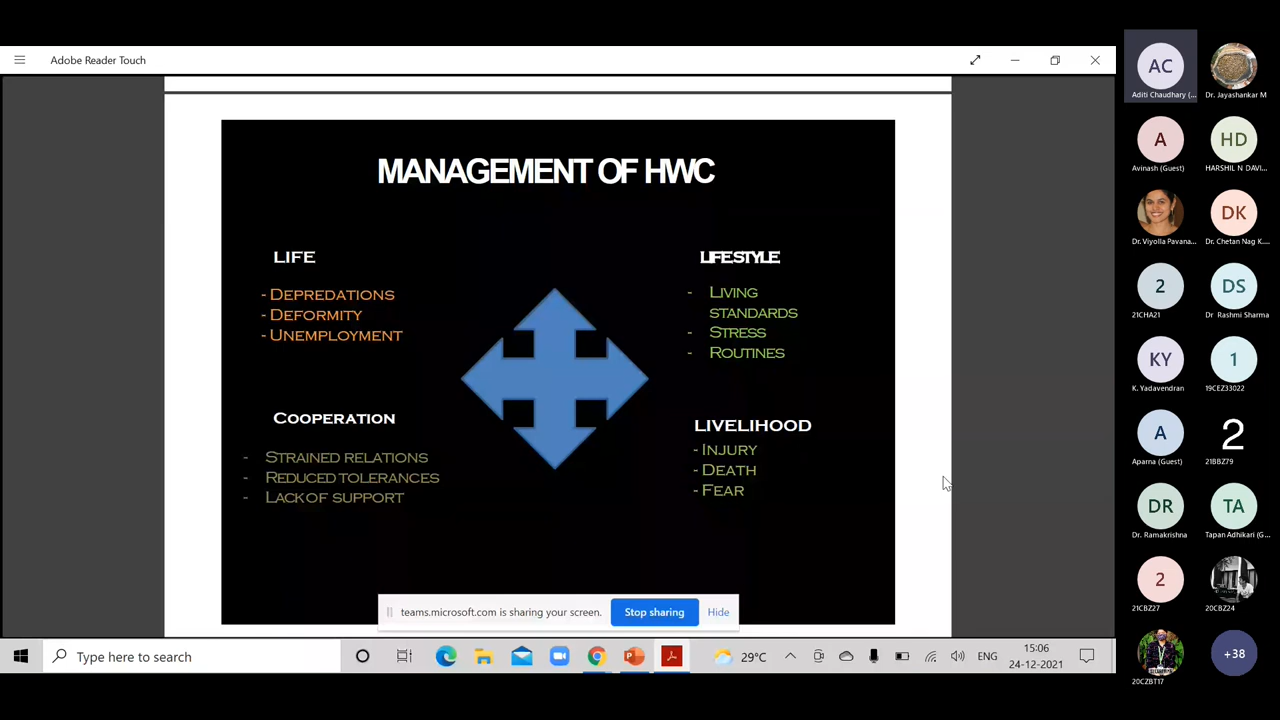 Adobe Reader Touch
MANAGEMENT OF HWC
LIFE
- DEPREDATIONS
- DEFORMITY
- UNEMPLOYMENT
LIFESTYLE
- LIVING
STANDARDS
- STRESS
- ROUTINES
COOPERATION
- STRAINED RELATIONS
- REDUCED TOLERANCES
- LACK OF SUPPORT
LIVELIHOOD
- INJURY
- DEATH
- FEAR
teams.microsoft.com is sharing your screen. Stop sharing Hide
Type here to search
29°C
ENG
15:06
24-12-2021
AC
Aditi Chaudhary (...
Dr. Jayashankar M
A
Avinash (Guest)
HD
HARSHIL N DAVI...
Dr. Viyolla Pavana...
DK
Dr. Chetan Nag K...
2
21CHA21
DS
Dr Rashmi Sharma
KY
K. Yadavendran
1
19CEZ33022
A
Aparna (Guest)
2
21BBZ79
DR
Dr. Ramakrishna
TA
Tapan Adhikari (G...
2
21CBZ27
20CBZ24
20CZBT17
+38